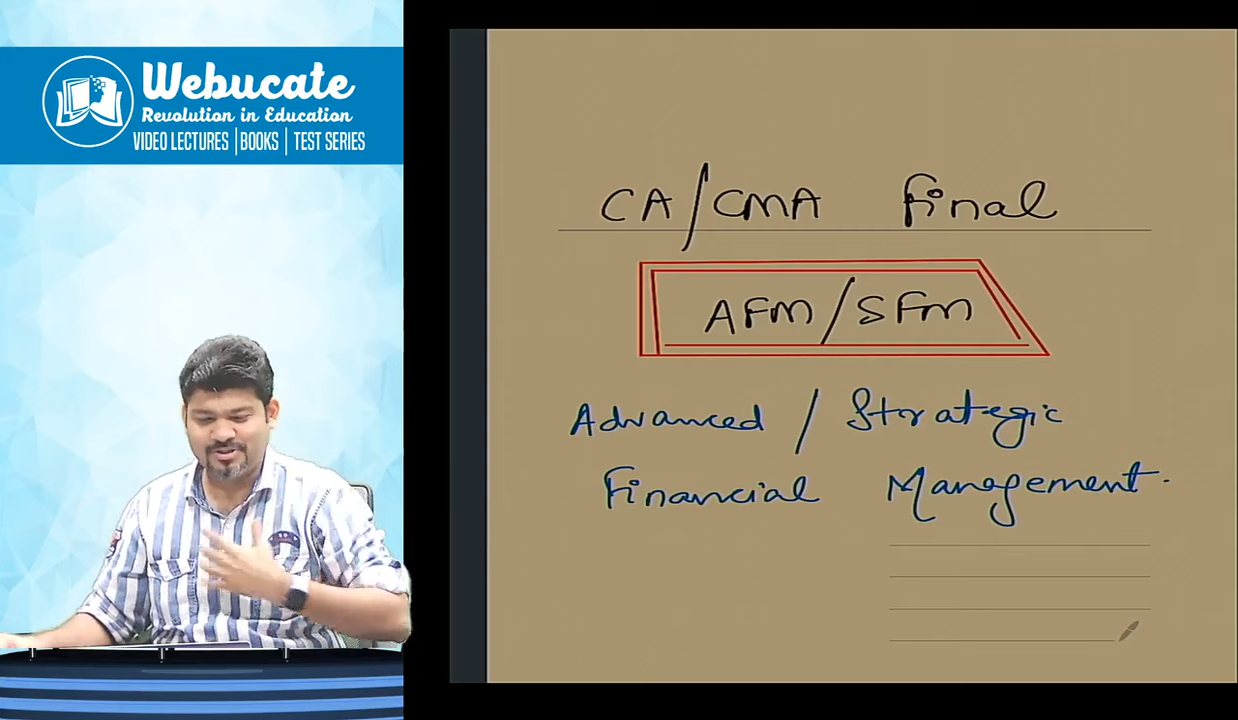 Webucate
Revolution in Education
VIDEO LECTURES | BOOKS | TEST SERIES
CA/CMA Final
AFM/SFM
Advanced / Strategic
Financial Management.